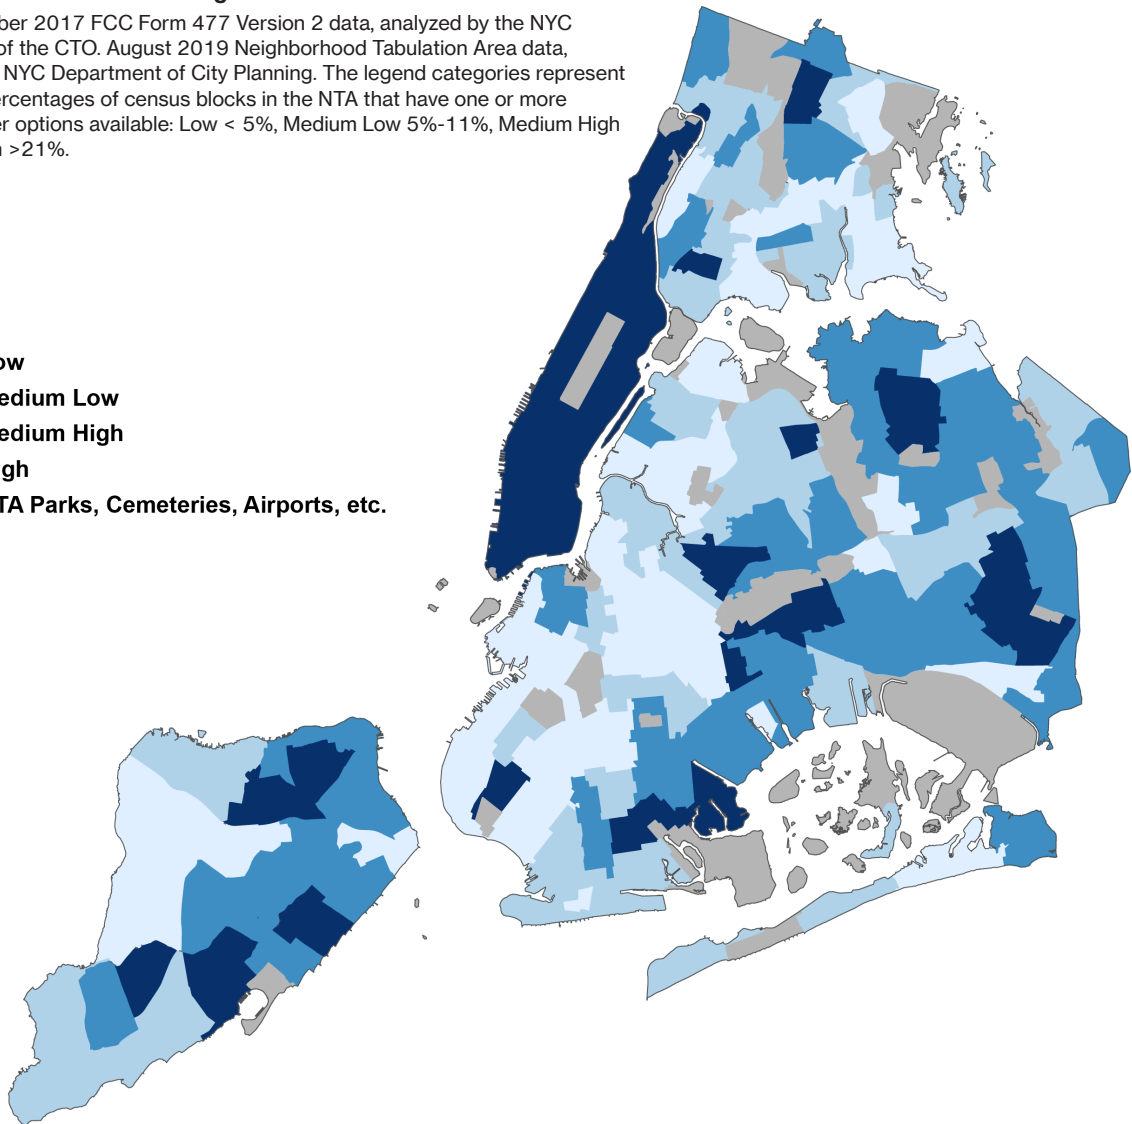 ber 2017 FCC Form 477 Version 2 data, analyzed by the NYC
of the CTO. August 2019 Neighborhood Tabulation Area data,
NYC Department of City Planning. The legend categories represent
ercentages of census blocks in the NTA that have one or more
er options available: Low < 5%, Medium Low 5%-11%, Medium High
>21%.
ow
edium Low
edium High
gh
TA Parks, Cemeteries, Airports, etc.